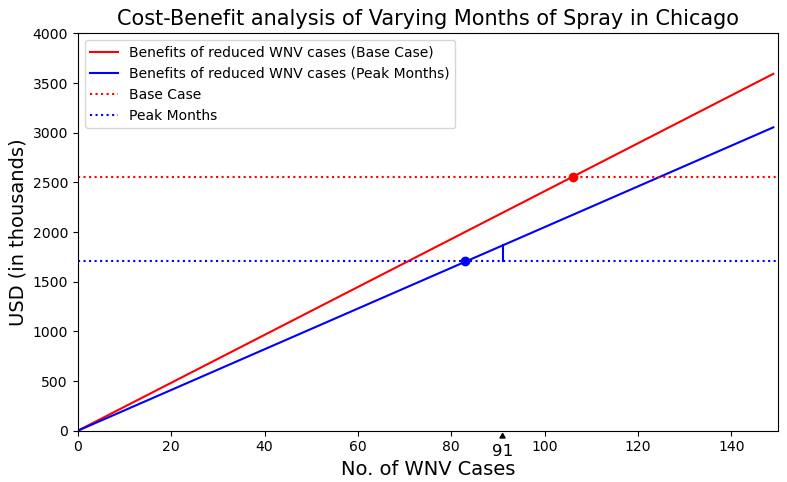 Cost-Benefit analysis of Varying Months of Spray in Chicago
4000
3500
3000
2500
2000
1500
1000
500
0
USD (in thousands)
Benefits of reduced WNV cases (Base Case)
Benefits of reduced WNV cases (Peak Months)
Base Case
Peak Months
0 20 40 60 80 100 120 140
91
No. of WNV Cases